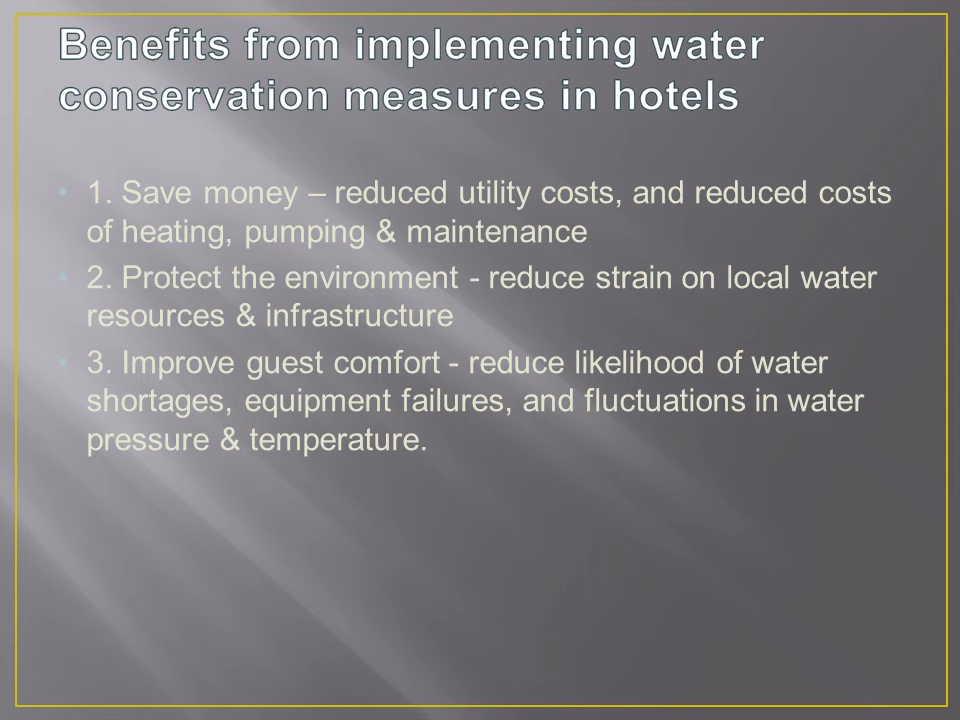 Benefits from implementing water
conservation measures in hotels
• 1. Save money – reduced utility costs, and reduced costs
of heating, pumping & maintenance
• 2. Protect the environment - reduce strain on local water
resources & infrastructure
• 3. Improve guest comfort - reduce likelihood of water
shortages, equipment failures, and fluctuations in water
pressure & temperature.